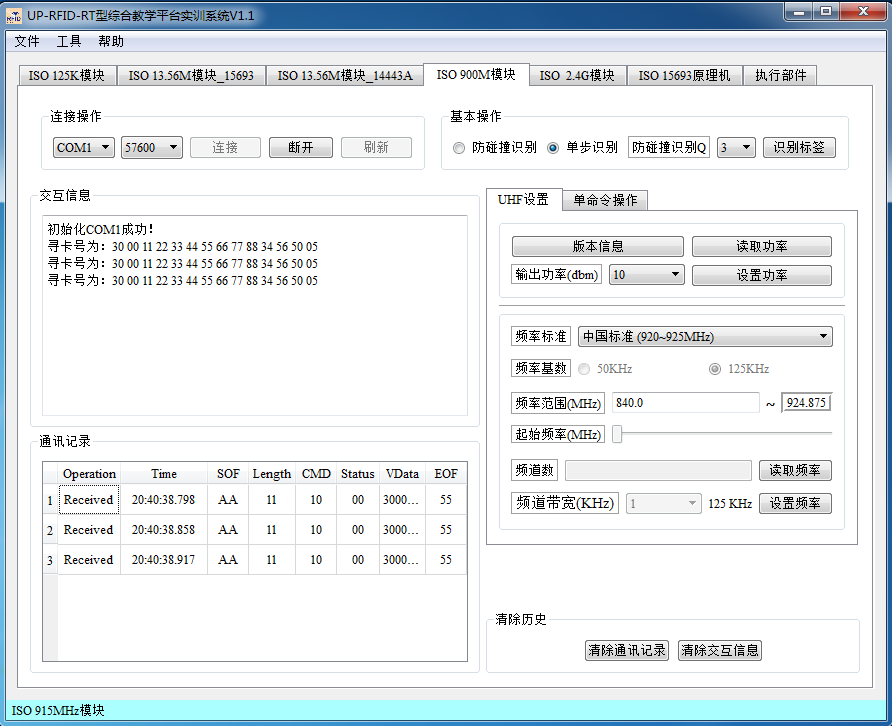 UP-RFID-RT型综合教学平台实训系统V1.1
文件 工具 帮助
ISO 125K模块 ISO 13.56M模块_15693 ISO 13.56M模块_14443A ISO 900M模块 ISO 2.4G模块 ISO 15693原理机 执行部件
连接操作
COM1 57600 连接 断开 刷新
基本操作
防碰撞识别 单步识别 防碰撞识别Q 3 识别标签
交互信息
初始化COM1成功!
寻卡号为: 30 00 11 22 33 44 55 66 77 88 34 56 50 05
寻卡号为: 30 00 11 22 33 44 55 66 77 88 34 56 50 05
寻卡号为: 30 00 11 22 33 44 55 66 77 88 34 56 50 05
通讯记录
Operation Time SOF Length CMD Status VData EOF
1 Received 20:40:38.798 AA 11 10 00 3000... 55
2 Received 20:40:38.858 AA 11 10 00 3000... 55
3 Received 20:40:38.917 AA 11 10 00 3000... 55
UHF设置 单命令操作
版本信息 读取功率
输出功率(dbm) 10 设置功率
频率标准 中国标准 (920~925MHz)
频率基数 50KHz 125KHz
频率范围(MHz) 840.0 ~ 924.875
起始频率(MHz)
频道数 读取频率
频道带宽(KHz) 1 125 KHz 设置频率
清除历史
清除通讯记录 清除交互信息
ISO 915MHz模块